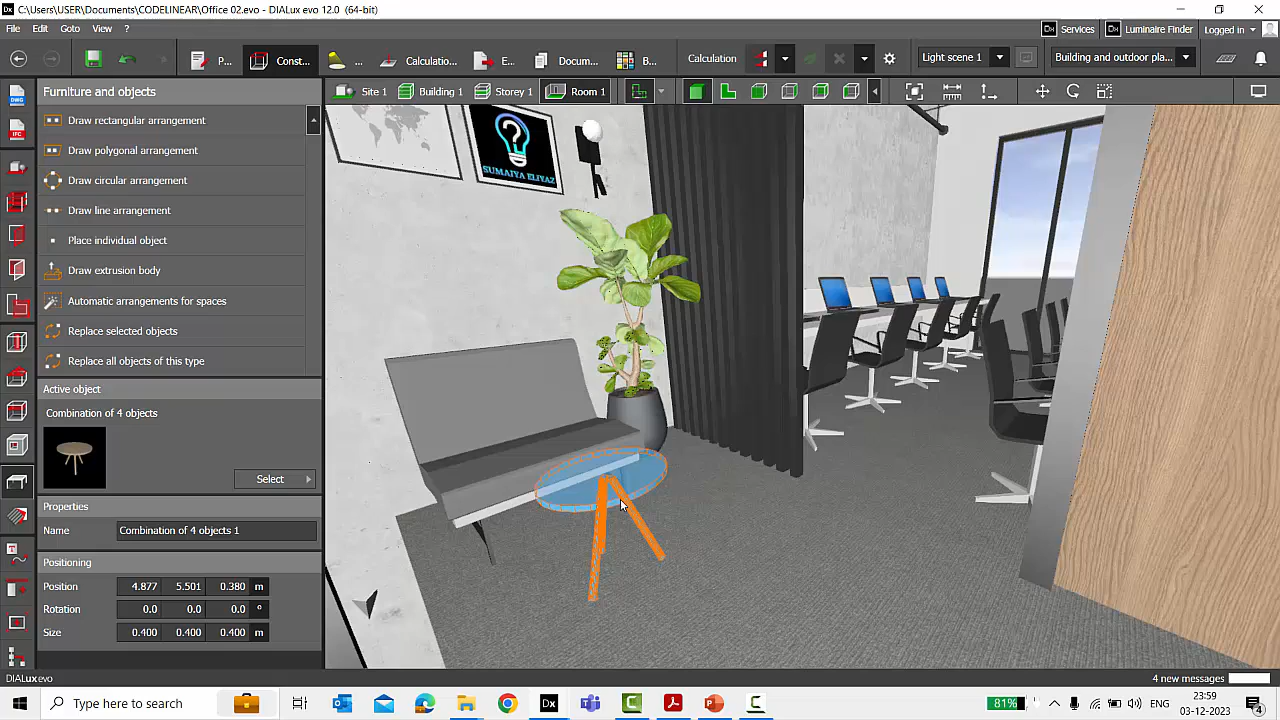 C:\Users\USER\Documents\CODELINEAR\Office 02.evo - DIALux evo 12.0 (64-bit)
File Edit Goto View ? Services Luminaire Finder Logged in
P... Const... ... Calculatio... E... Docum... B... Calculation Light scene 1 Building and outdoor pla...
Furniture and objects
Site 1 Building 1 Storey 1 Room 1
Draw rectangular arrangement
Draw polygonal arrangement
Draw circular arrangement
Draw line arrangement
Place individual object
Draw extrusion body
Automatic arrangements for spaces
Replace selected objects
Replace all objects of this type
Active object
Combination of 4 objects
Select
Properties
Name Combination of 4 objects 1
Positioning
Position 4.877 5.501 0.380 m
Rotation 0.0 0.0 0.0 °
Size 0.400 0.400 0.400 m
?
SUMAIYA ELIYAZ
DIALux evo
4 new messages
DWG
IFC
Type here to search
81%
ENG
23:59
03-12-2023
4